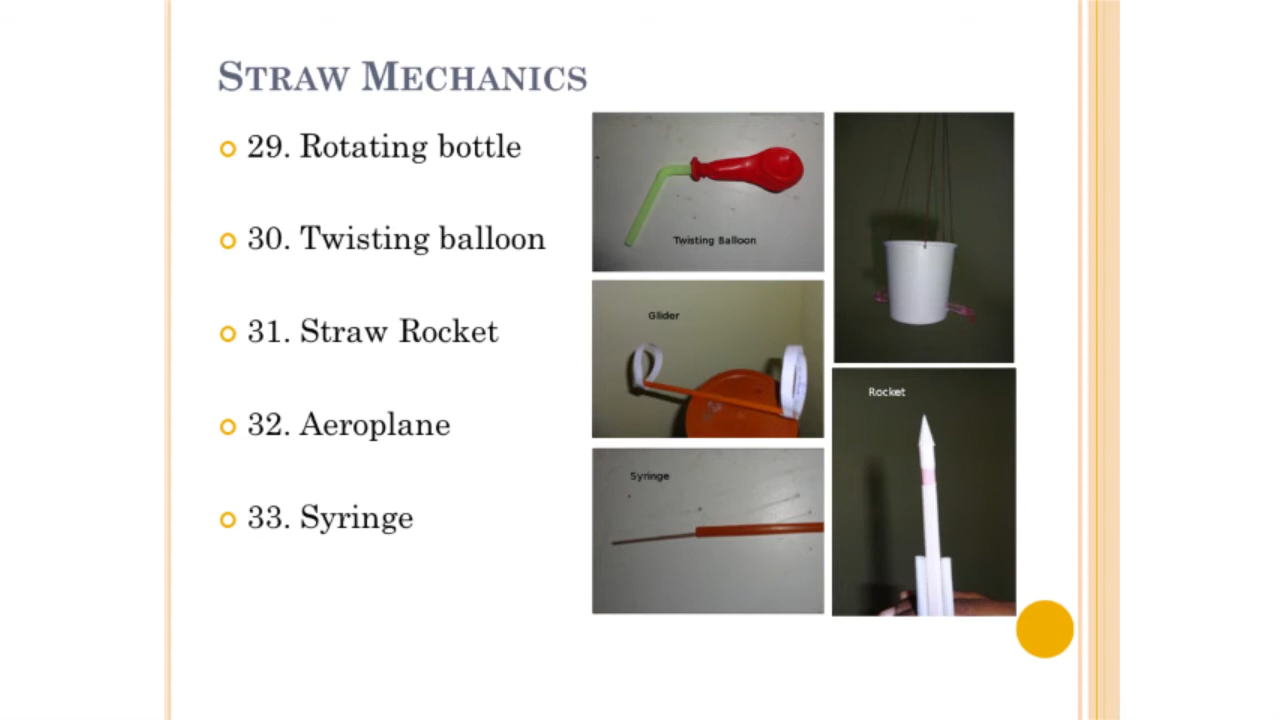 STRAW MECHANICS
29. Rotating bottle
30. Twisting balloon
31. Straw Rocket
32. Aeroplane
33. Syringe
Twisting Balloon
Glider
Syringe
Rocket